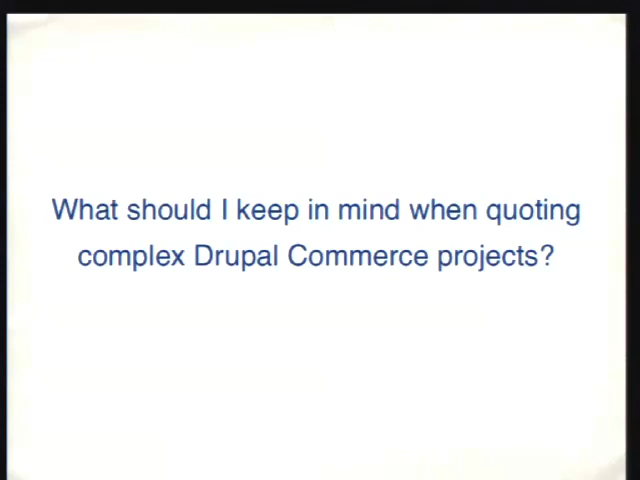 What should I keep in mind when quoting
complex Drupal Commerce projects?